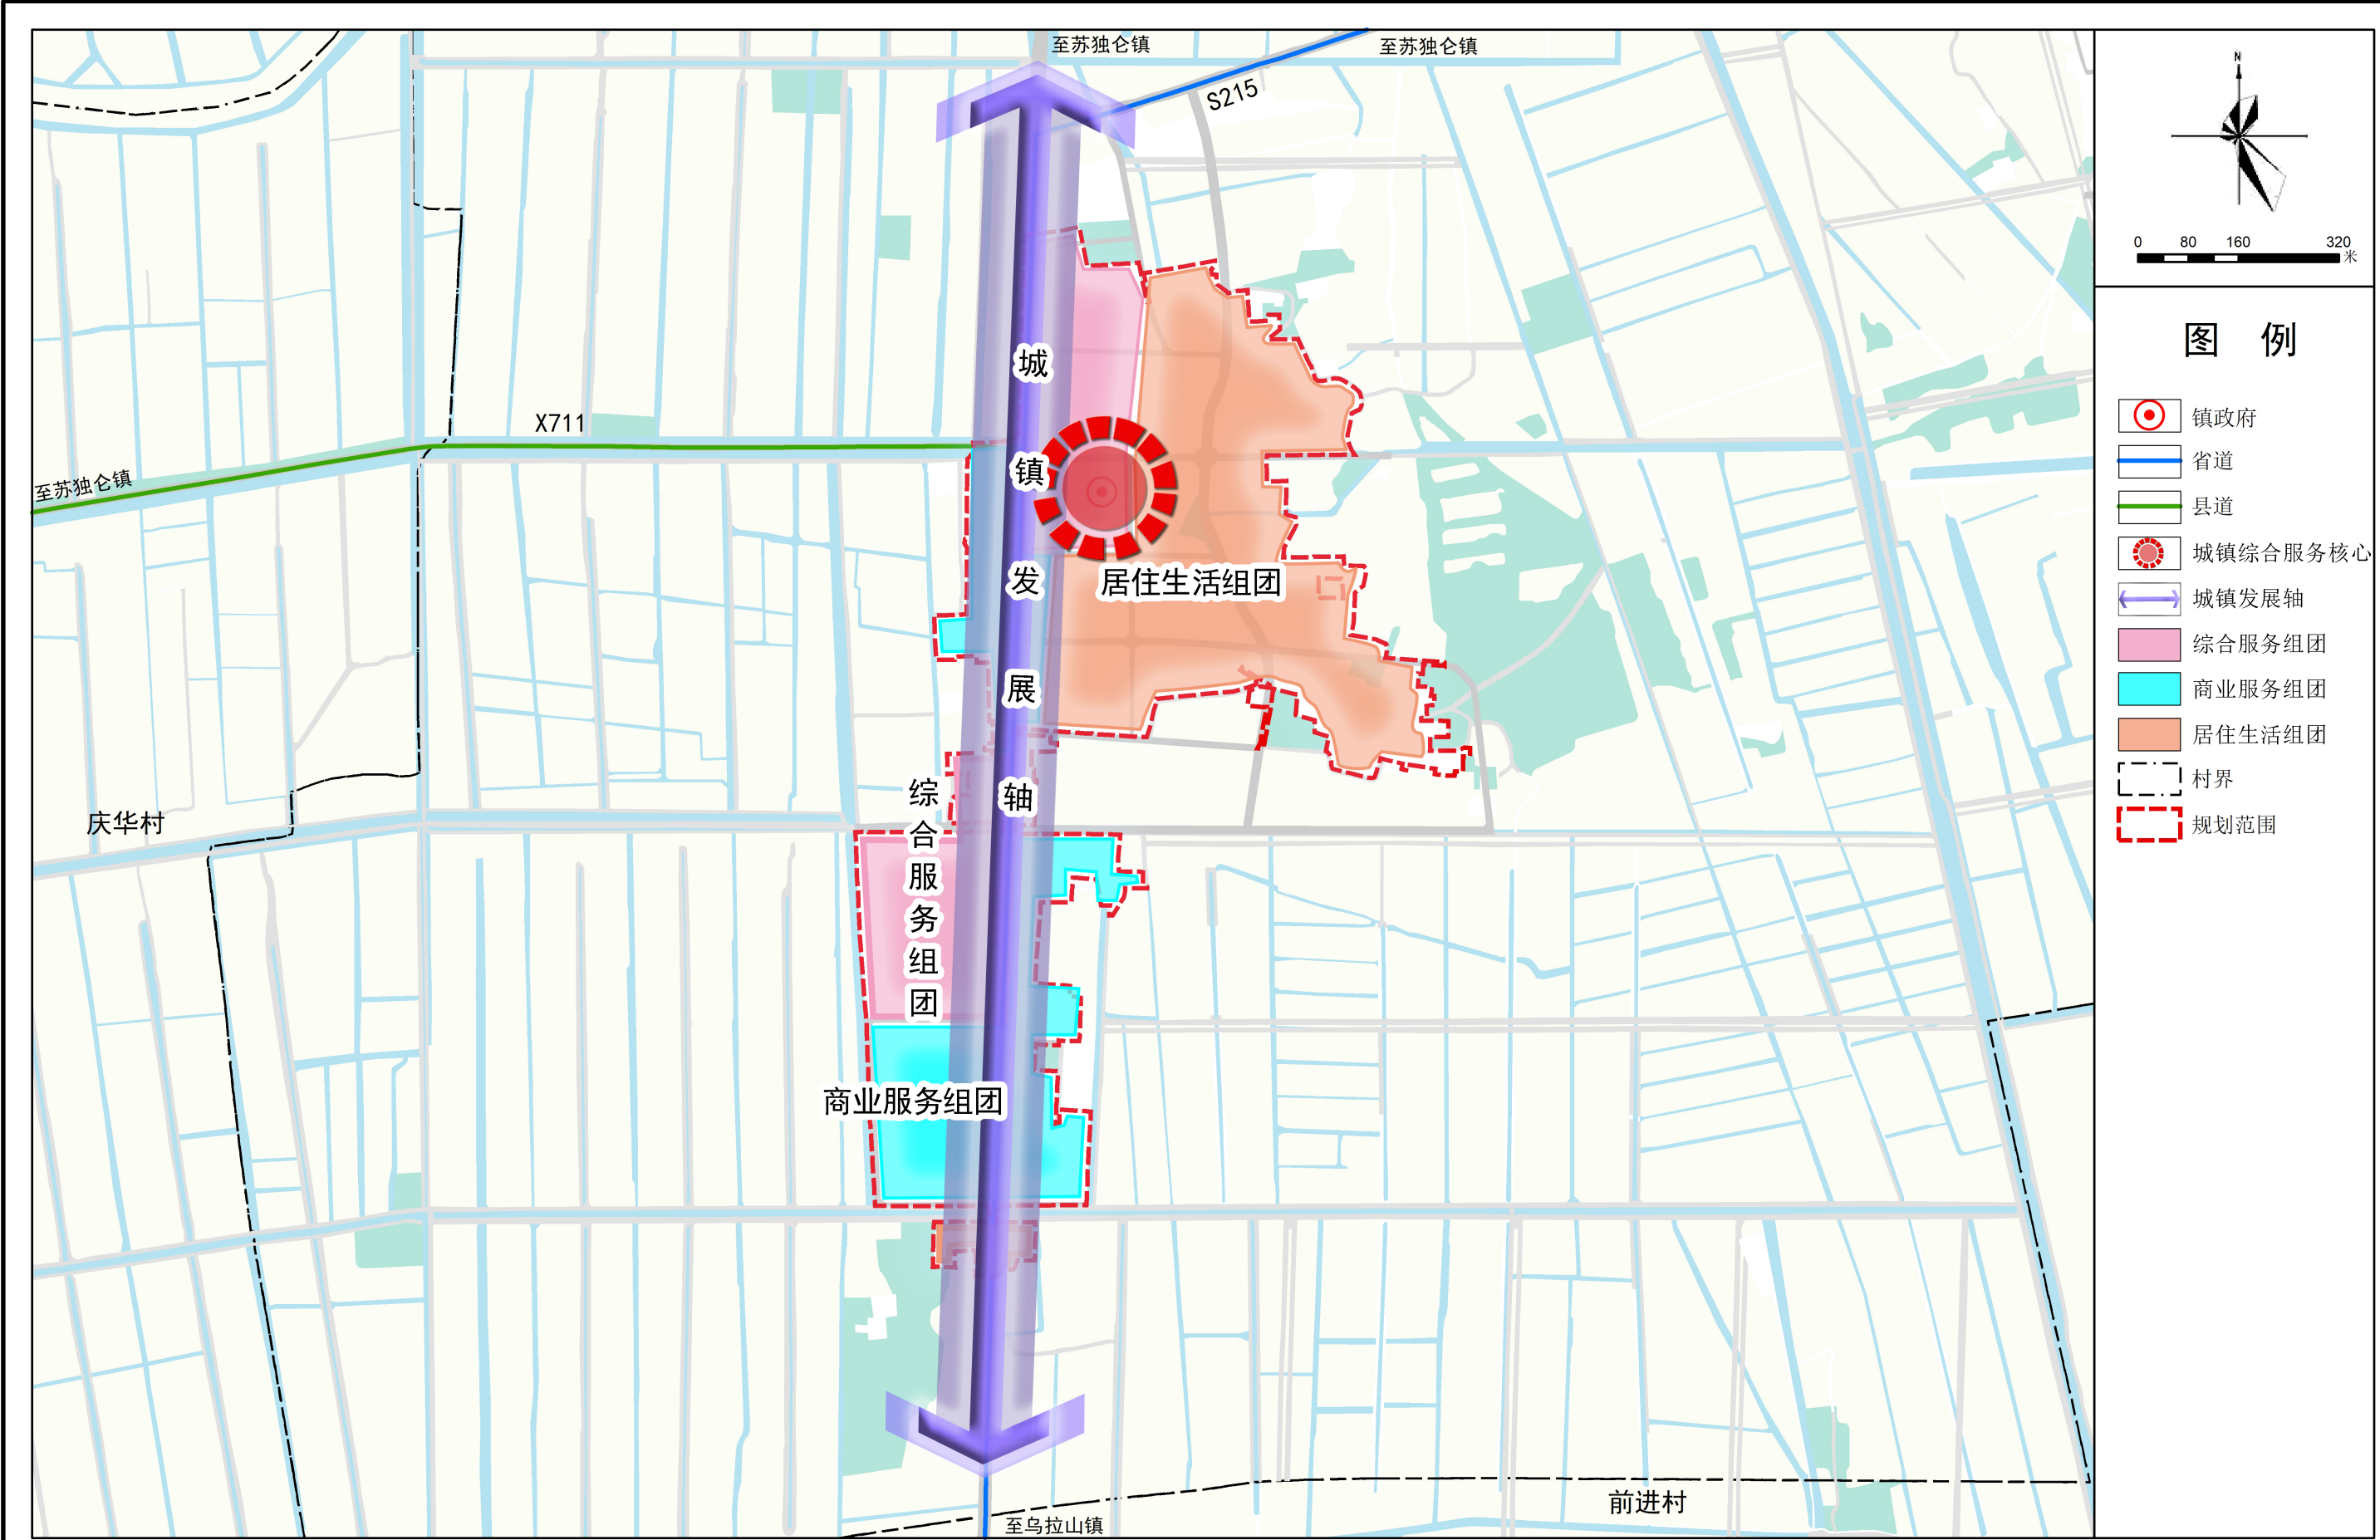 至苏独仑镇
至苏独仑镇
S215
X711
至苏独仑镇
城镇发展轴
居住生活组团
综合服务组团
庆华村
商业服务组团
前进村
至乌拉山镇
N
0 80 160 320
米
图 例
镇政府
省道
县道
城镇综合服务核心
城镇发展轴
综合服务组团
商业服务组团
居住生活组团
村界
规划范围